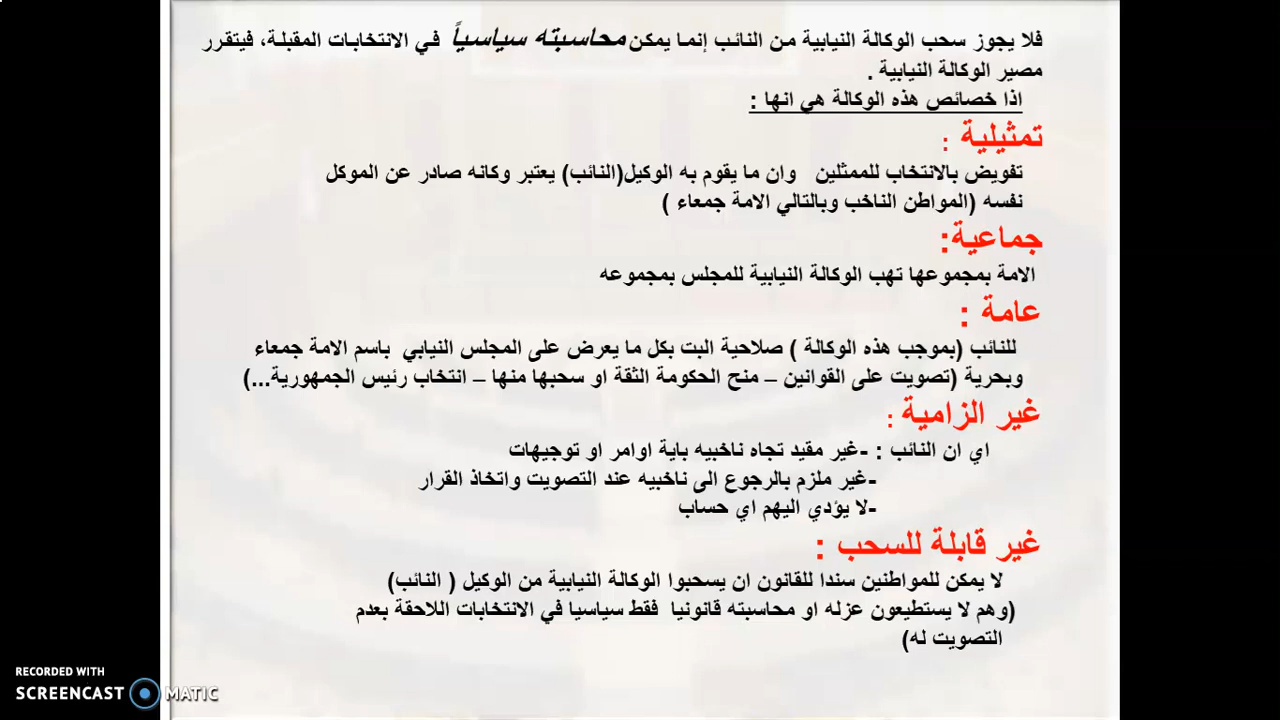 فلا يجوز سحب الوكالة النيابية من النائب إنما يمكن محاسبته سياسياً في الانتخابات المقبلة، فيتقرر
مصير الوكالة النيابية .
اذا خصائص هذه الوكالة هي انها :
تمثيلية :
تفويض بالانتخاب للممثلين وان ما يقوم به الوكيل(النائب) يعتبر وكانه صادر عن الموكل
نفسه (المواطن الناخب وبالتالي الامة جمعاء )
جماعية:
الامة بمجموعها تهب الوكالة النيابية للمجلس بمجموعه
عامة :
للنائب (بموجب هذه الوكالة ) صلاحية البت بكل ما يعرض على المجلس النيابي باسم الامة جمعاء
وبحرية (تصويت على القوانين – منح الحكومة الثقة او سحبها منها – انتخاب رئيس الجمهورية...)
غير الزامية :
اي ان النائب : -غير مقيد تجاه ناخبيه باية اوامر او توجيهات
-غير ملزم بالرجوع الى ناخبيه عند التصويت واتخاذ القرار
-لا يؤدي اليهم اي حساب
غير قابلة للسحب :
لا يمكن للمواطنين سندا للقانون ان يسحبوا الوكالة النيابية من الوكيل ( النائب)
(وهم لا يستطيعون عزله او محاسبته قانونيا فقط سياسيا في الانتخابات اللاحقة بعدم
التصويت له)
RECORDED WITH
SCREENCAST MATIC